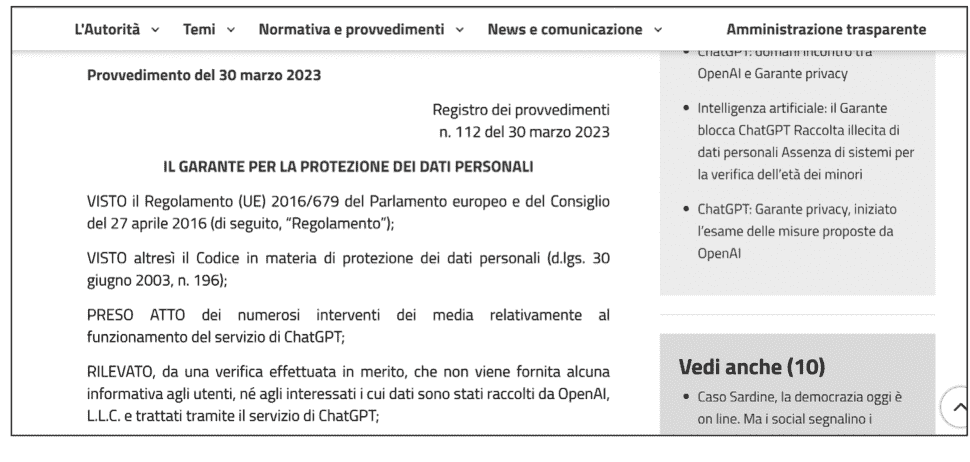 L'Autorità Temi Normativa e provvedimenti News e comunicazione Amministrazione trasparente
Provvedimento del 30 marzo 2023
Registro dei provvedimenti
n. 112 del 30 marzo 2023
IL GARANTE PER LA PROTEZIONE DEI DATI PERSONALI
VISTO il Regolamento (UE) 2016/679 del Parlamento europeo e del Consiglio
del 27 aprile 2016 (di seguito, “Regolamento”);
VISTO altresì il Codice in materia di protezione dei dati personali (d.lgs. 30
giugno 2003, n. 196);
PRESO ATTO dei numerosi interventi dei media relativamente al
funzionamento del servizio di ChatGPT;
RILEVATO, da una verifica effettuata in merito, che non viene fornita alcuna
informativa agli utenti, né agli interessati i cui dati sono stati raccolti da OpenAI,
L.L.C. e trattati tramite il servizio di ChatGPT;
ChatGPT: domani incontro tra
OpenAI e Garante privacy
Intelligenza artificiale: il Garante
blocca ChatGPT Raccolta illecita di
dati personali Assenza di sistemi per
la verifica dell’età dei minori
ChatGPT: Garante privacy, iniziato
l’esame delle misure proposte da
OpenAI
Vedi anche (10)
Caso Sardine, la democrazia oggi è
on line. Ma i social segnalino i